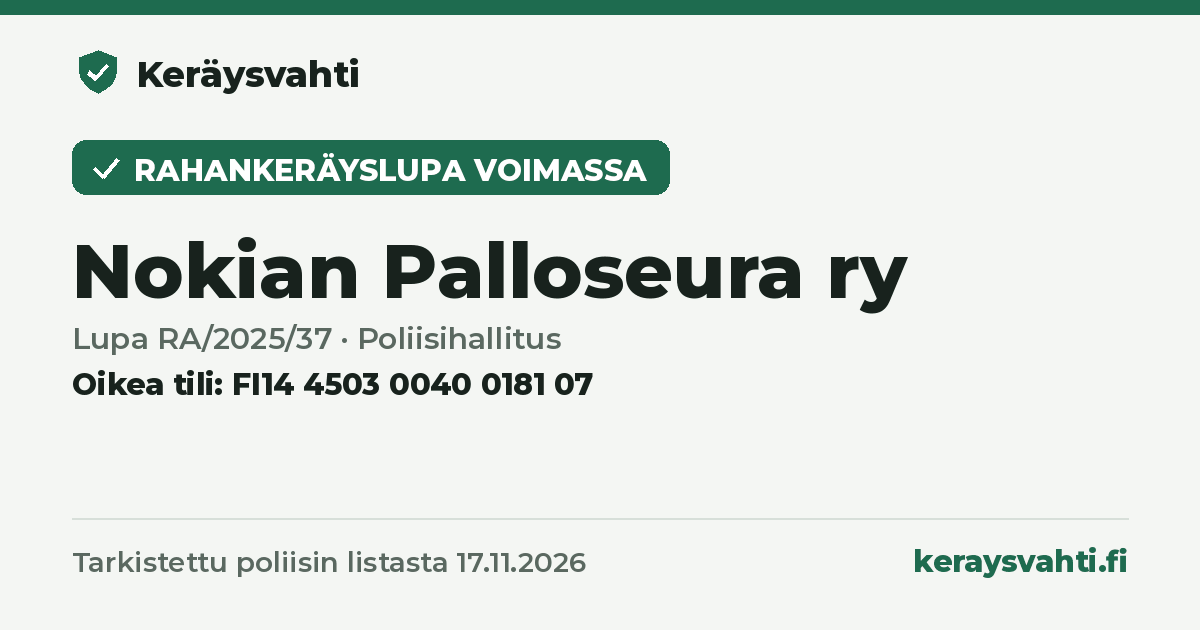 Keräysvahti
RAHANKERÄYSLUPA VOIMASSA
Nokian Palloseura ry
Lupa RA/2025/37 · Poliisihallitus
Oikea tili: FI14 4503 0040 0181 07
Tarkistettu poliisin listasta 17.11.2026
keraysvahti.fi